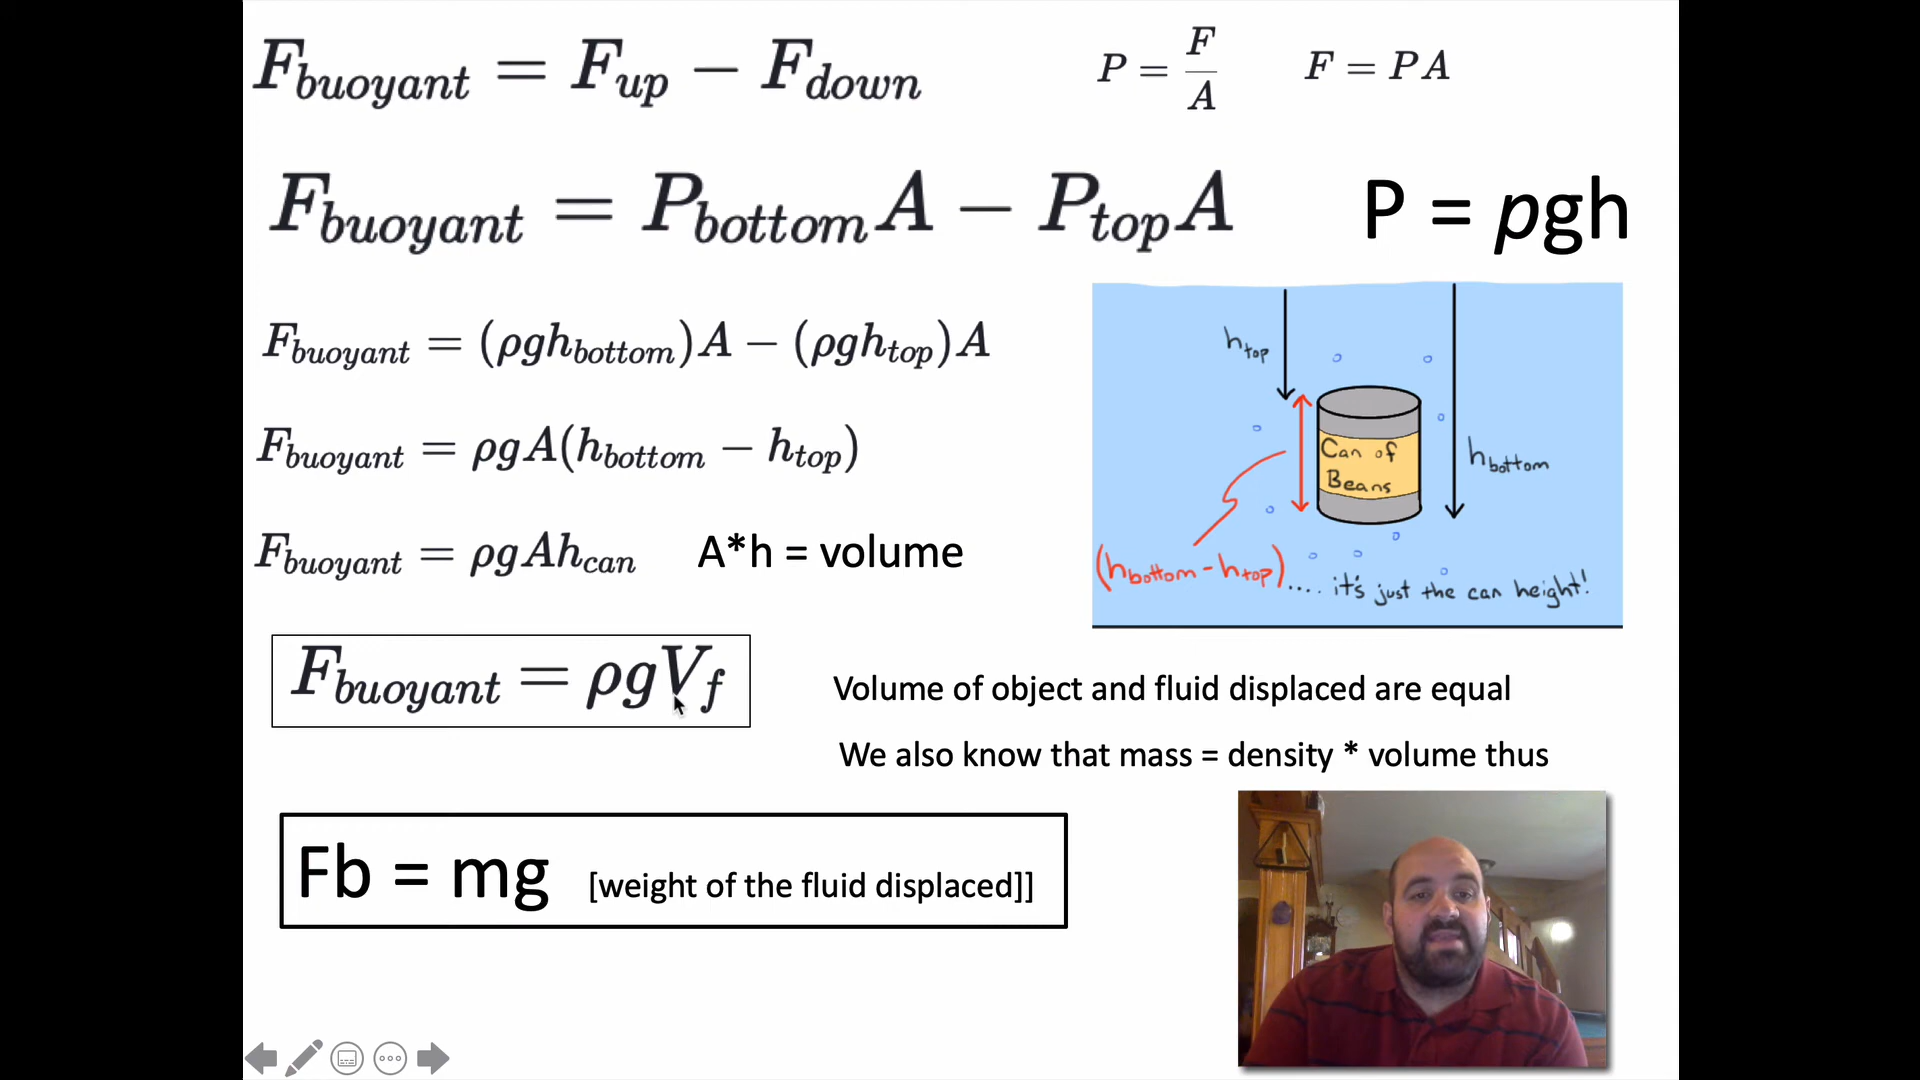 F_buoyant = F_up − F_down
P = F/A
F = PA
F_buoyant = P_bottom A − P_top A
P = ρgh
F_buoyant = (ρgh_bottom)A − (ρgh_top)A
F_buoyant = ρgA(h_bottom − h_top)
F_buoyant = ρgAh_can
A*h = volume
h_top
Can of
Beans
h_bottom
(h_bottom - h_top).... it's just the can height!
F_buoyant = ρgV_f
Volume of object and fluid displaced are equal
We also know that mass = density * volume thus
Fb = mg [weight of the fluid displaced]]